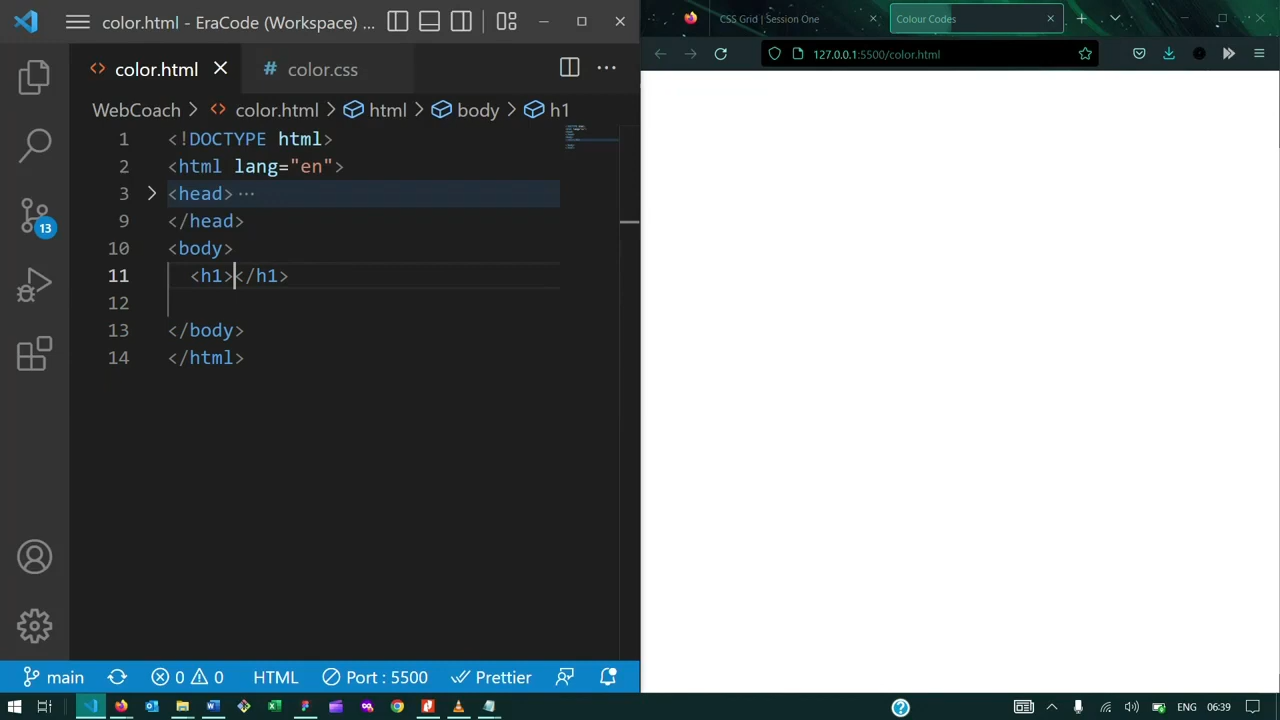 color.html - EraCode (Workspace) ...
CSS Grid | Session One
Colour Codes
color.html
# color.css
127.0.0.1:5500/color.html
WebCoach > color.html > html > body > h1
1 <!DOCTYPE html>
2 <html lang="en">
3 <head> ...
9 </head>
10 <body>
11 <h1></h1>
12
13 </body>
14 </html>
13
main
0
0
HTML
Port : 5500
Prettier
ENG
06:39